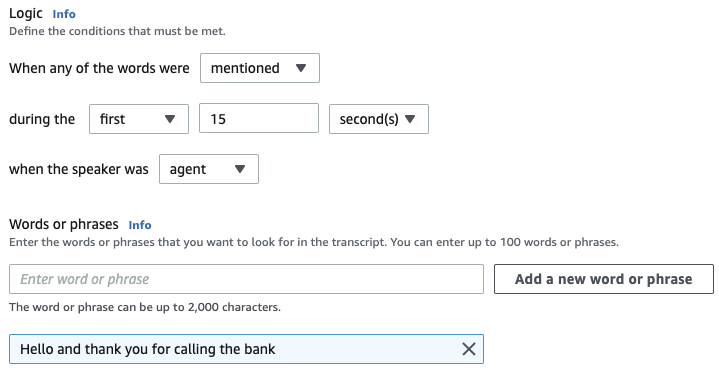 Logic Info
Define the conditions that must be met.
When any of the words were mentioned
during the first 15 second(s)
when the speaker was agent
Words or phrases Info
Enter the words or phrases that you want to look for in the transcript. You can enter up to 100 words or phrases.
Enter word or phrase Add a new word or phrase
The word or phrase can be up to 2,000 characters.
Hello and thank you for calling the bank